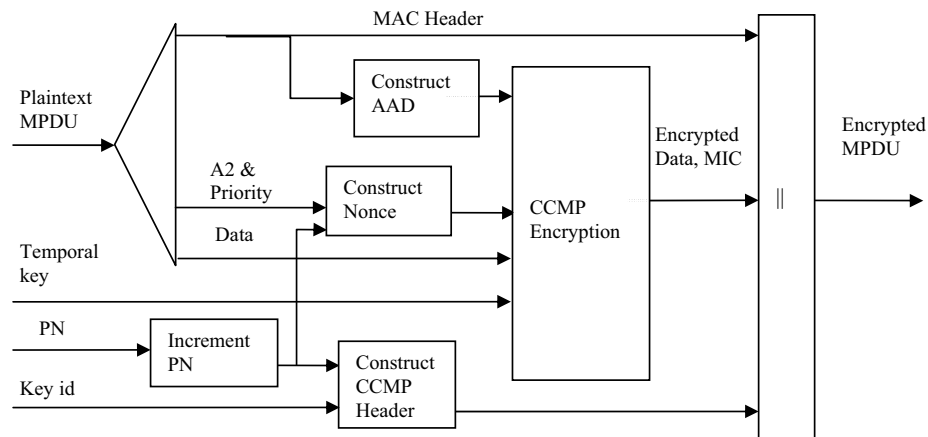 MAC Header
Plaintext
MPDU
Construct
AAD
A2 &
Priority
Construct
Nonce
Data
CCMP
Encryption
Encrypted
Data, MIC
||
Encrypted
MPDU
Temporal
key
PN
Increment
PN
Key id
Construct
CCMP
Header